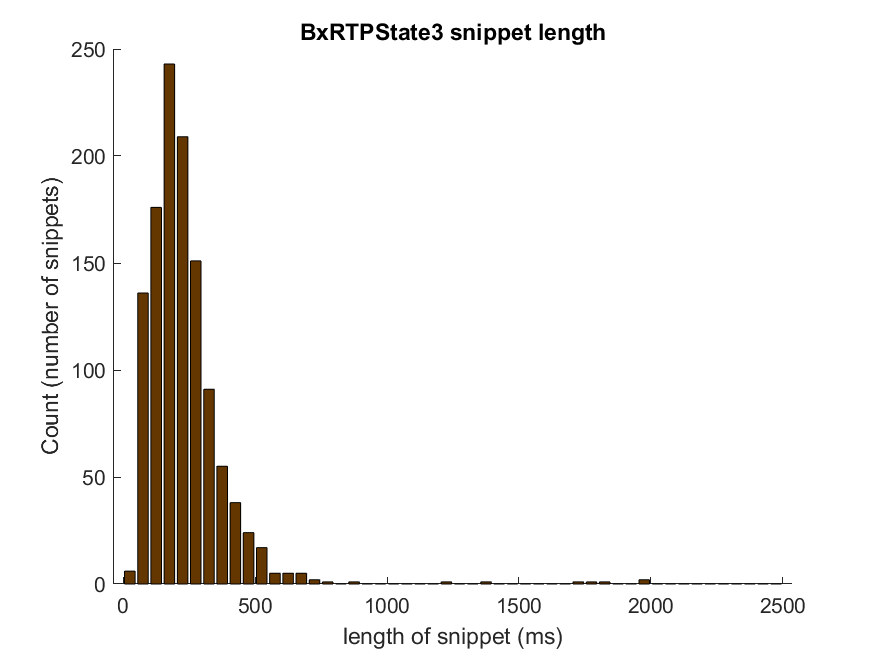 BxRTPState3 snippet length
250
200
150
100
50
0
Count (number of snippets)
0 500 1000 1500 2000 2500
length of snippet (ms)